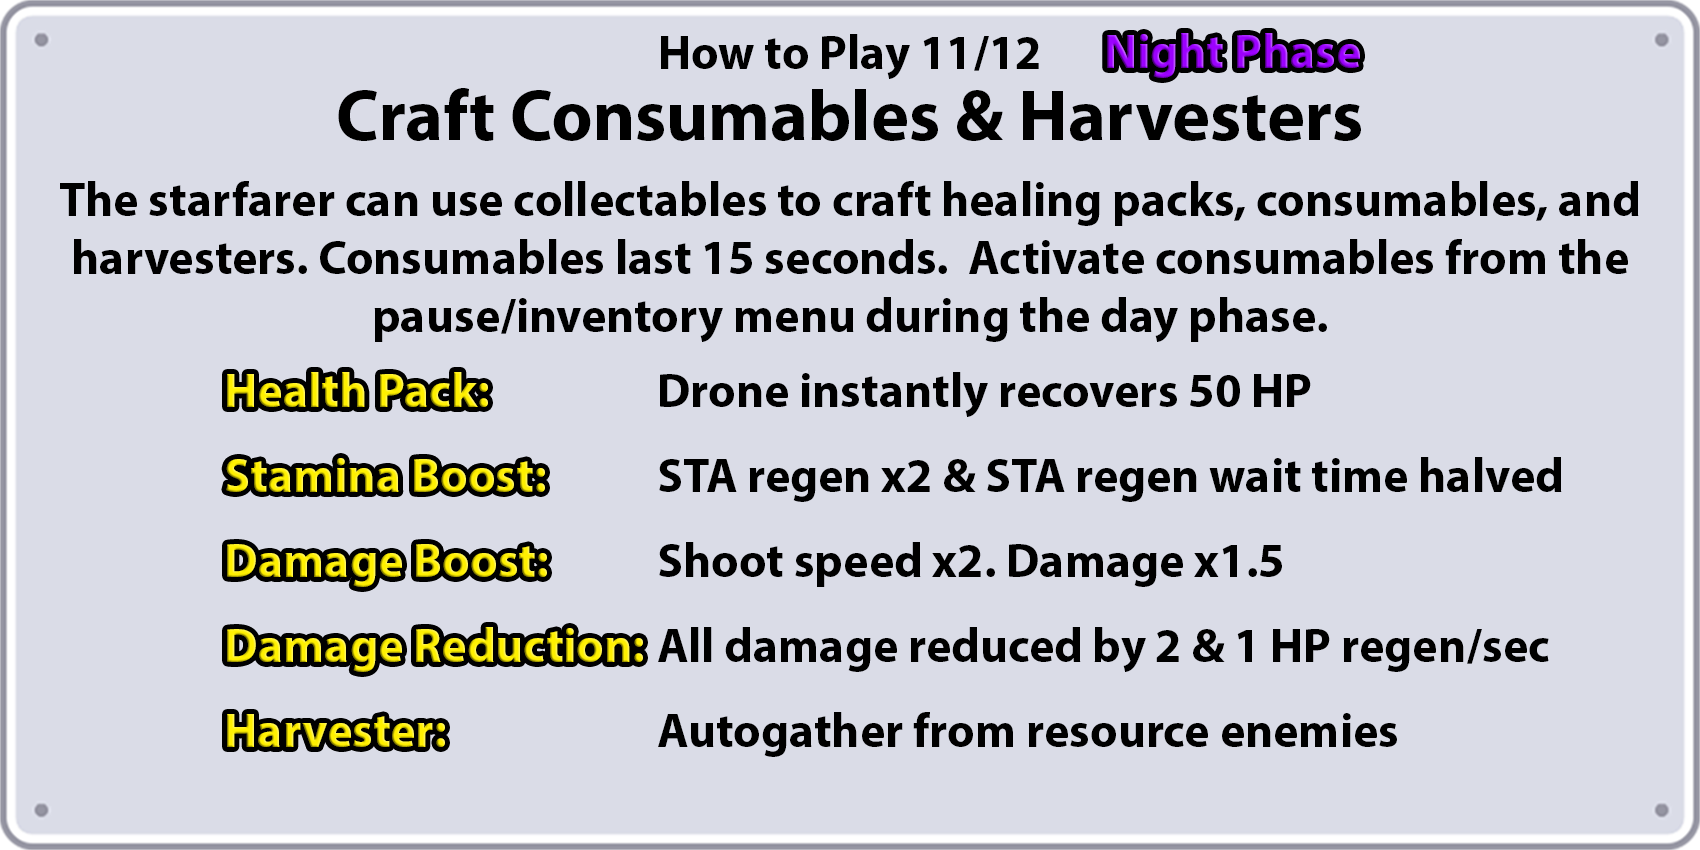 How to Play 11/12 Night Phase
Craft Consumables & Harvesters
The starfarer can use collectables to craft healing packs, consumables, and
harvesters. Consumables last 15 seconds.  Activate consumables from the
pause/inventory menu during the day phase.
Health Pack: Drone instantly recovers 50 HP
Stamina Boost: STA regen x2 & STA regen wait time halved
Damage Boost: Shoot speed x2. Damage x1.5
Damage Reduction: All damage reduced by 2 & 1 HP regen/sec
Harvester: Autogather from resource enemies